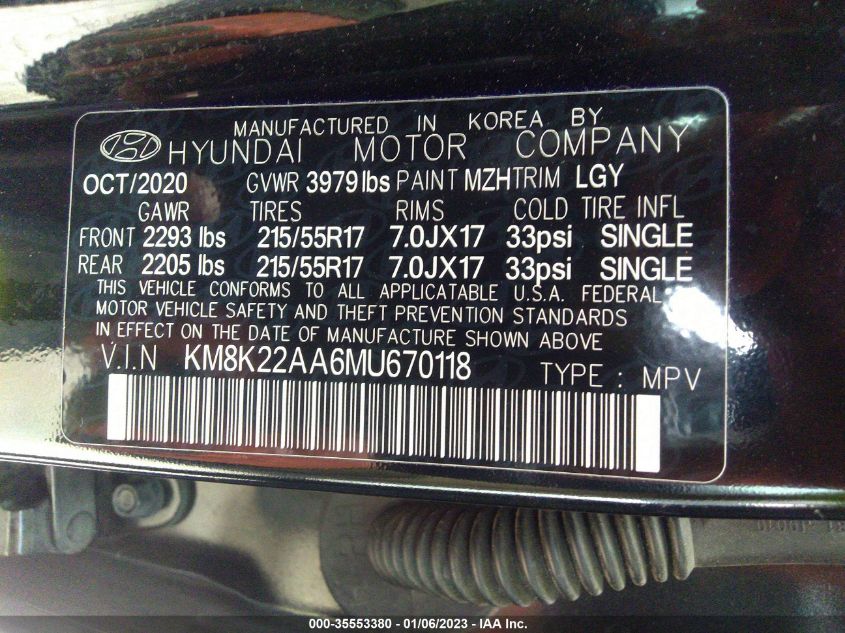 MANUFACTURED IN KOREA BY
HYUNDAI MOTOR COMPANY
OCT/2020 GVWR 3979 lbs PAINT MZH TRIM LGY
GAWR TIRES RIMS COLD TIRE INFL
FRONT 2293 lbs 215/55R17 7.0JX17 33psi SINGLE
REAR 2205 lbs 215/55R17 7.0JX17 33psi SINGLE
THIS VEHICLE CONFORMS TO ALL APPLICATABLE U.S.A. FEDERAL
MOTOR VEHICLE SAFETY AND THEFT PREVENTION STANDARDS
IN EFFECT ON THE DATE OF MANUFACTURE SHOWN ABOVE
V.I.N KM8K22AA6MU670118 TYPE : MPV
000-35553380 - 01/06/2023 - IAA Inc.